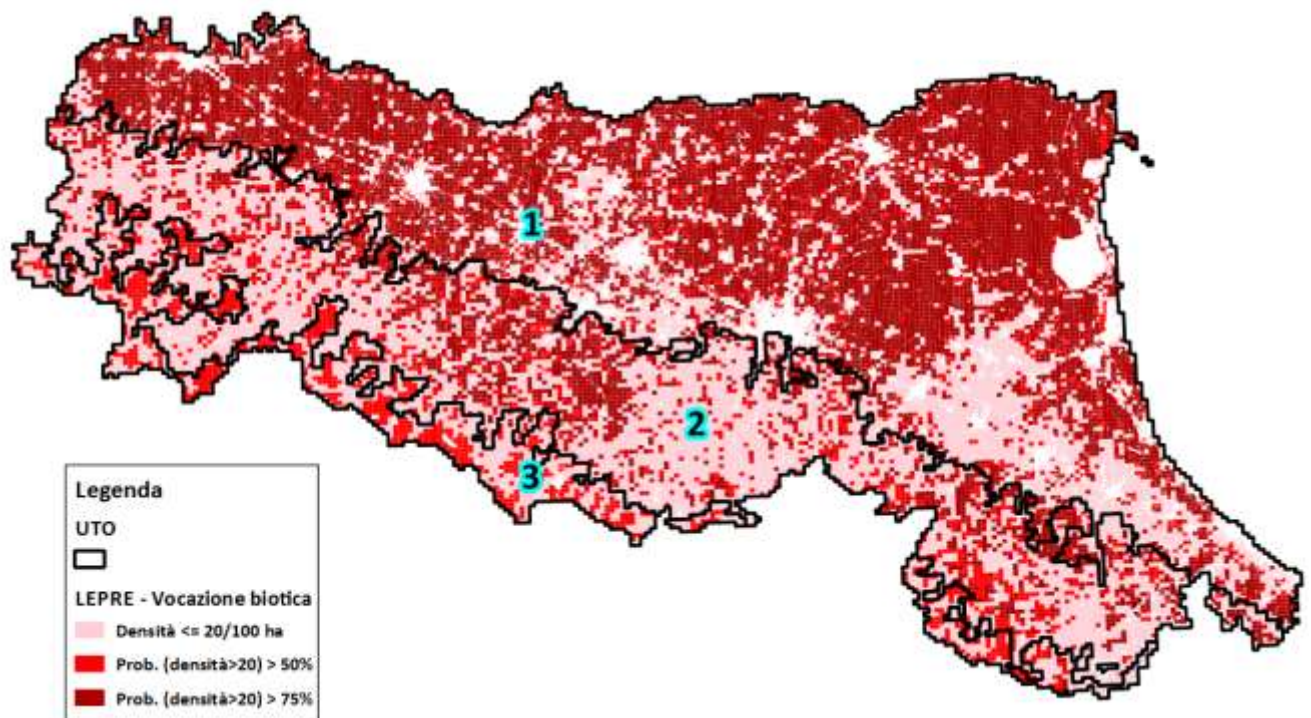 1
2
3
Legenda
UTO
LEPRE - Vocazione biotica
Densità <= 20/100 ha
Prob. (densità>20) > 50%
Prob. (densità>20) > 75%